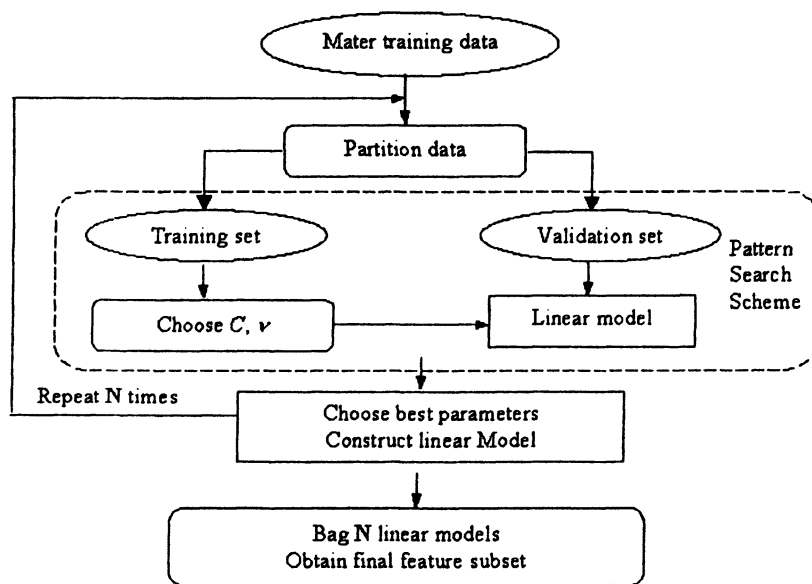 Mater training data
Partition data
Training set
Validation set
Pattern
Search
Scheme
Choose C, ν
Linear model
Repeat N times
Choose best parameters
Construct linear Model
Bag N linear models
Obtain final feature subset